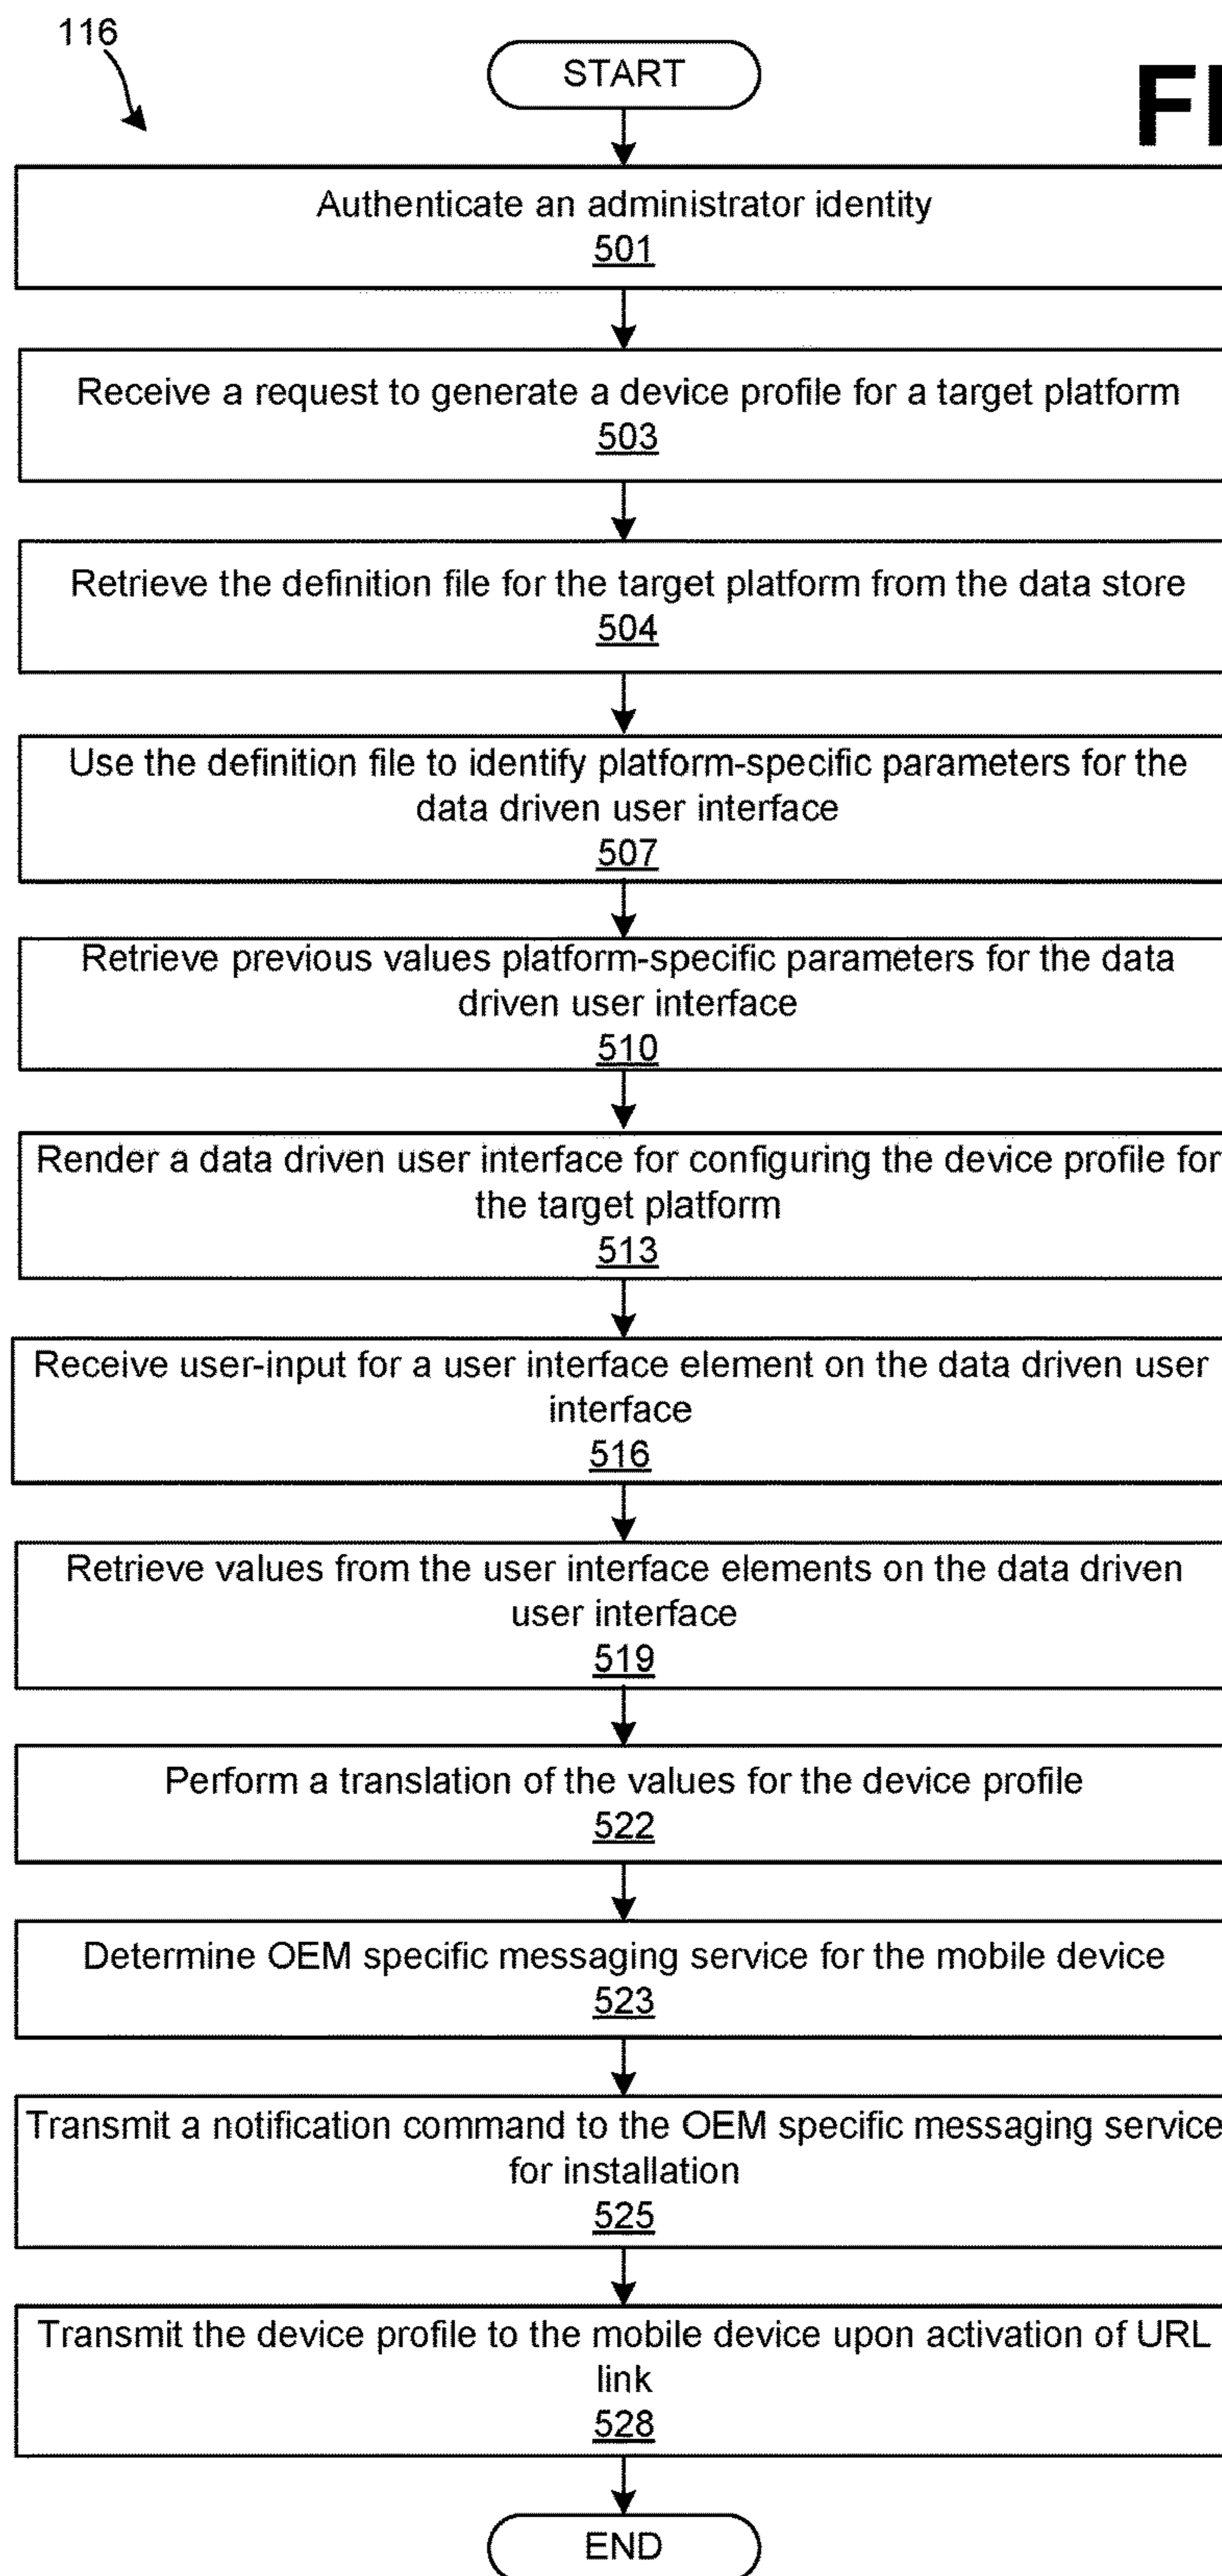 116
START
FI
Authenticate an administrator identity
501
Receive a request to generate a device profile for a target platform
503
Retrieve the definition file for the target platform from the data store
504
Use the definition file to identify platform-specific parameters for the
data driven user interface
507
Retrieve previous values platform-specific parameters for the data
driven user interface
510
Render a data driven user interface for configuring the device profile for
the target platform
513
Receive user-input for a user interface element on the data driven user
interface
516
Retrieve values from the user interface elements on the data driven
user interface
519
Perform a translation of the values for the device profile
522
Determine OEM specific messaging service for the mobile device
523
Transmit a notification command to the OEM specific messaging service
for installation
525
Transmit the device profile to the mobile device upon activation of URL
link
528
END